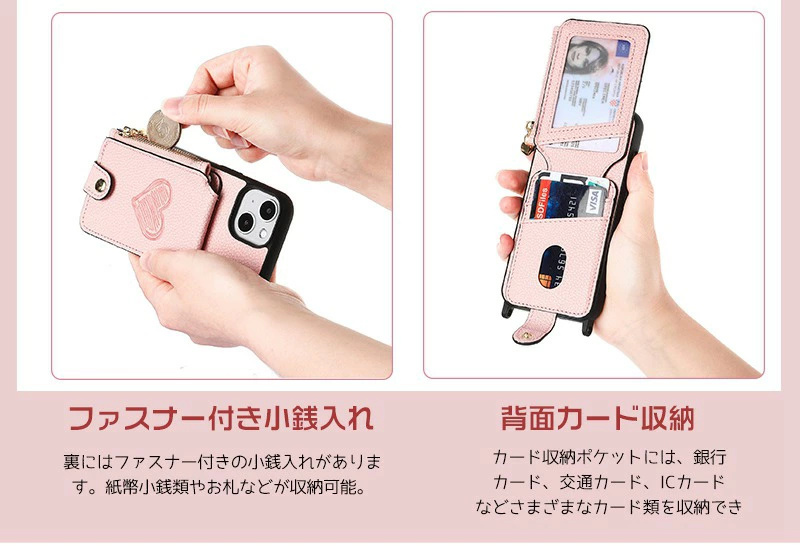 SDFiles
VISA
ファスナー付き小銭入れ
裏にはファスナー付きの小銭入れがありま
す。紙幣小銭類やお札などが収納可能。
背面カード収納
カード収納ポケットには、銀行
カード、交通カード、ICカード
などさまざまなカード類を収納でき